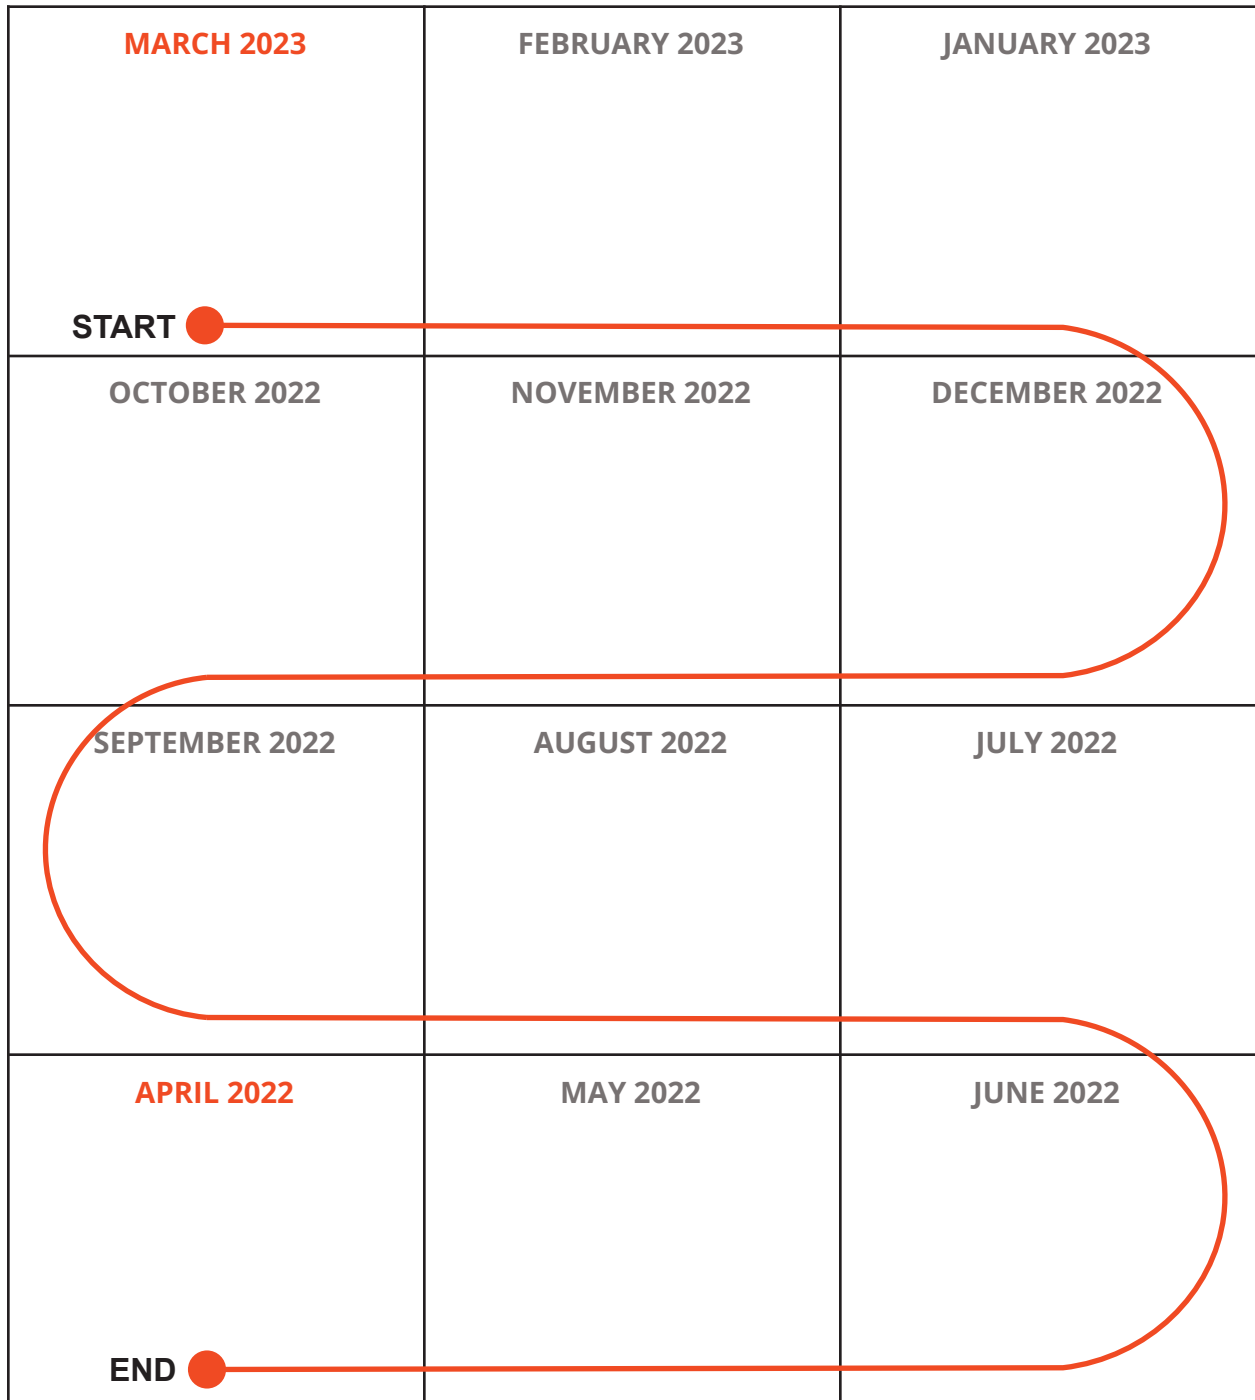 MARCH 2023
FEBRUARY 2023
JANUARY 2023
START
OCTOBER 2022
NOVEMBER 2022
DECEMBER 2022
SEPTEMBER 2022
AUGUST 2022
JULY 2022
APRIL 2022
MAY 2022
JUNE 2022
END